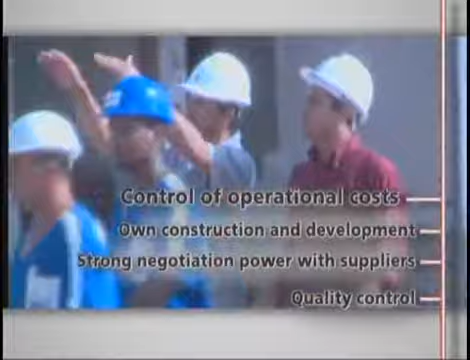 Control of operational costs
Own construction and development
Strong negotiation power with suppliers
Quality control